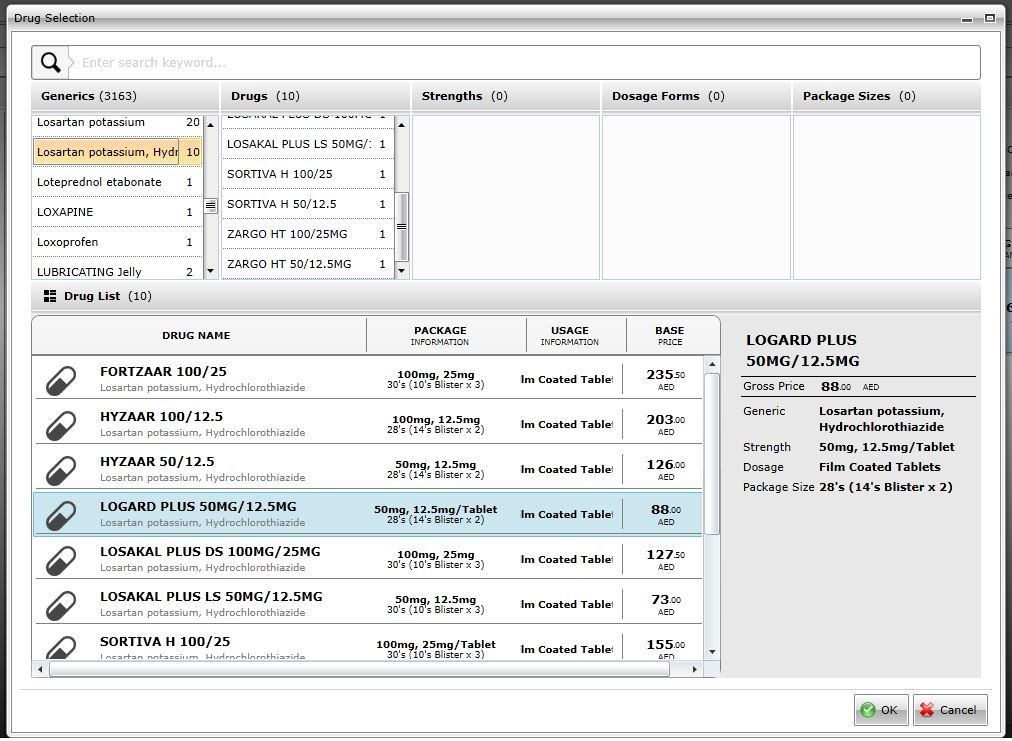 Drug Selection
Enter search keyword...
Generics (3163)
Drugs (10)
Strengths (0)
Dosage Forms (0)
Package Sizes (0)
Losartan potassium 20
Losartan potassium, Hydr 10
Loteprednol etabonate 1
LOXAPINE 1
Loxoprofen 1
LUBRICATING Jelly 2
LOSAKAL PLUS LS 50MG/: 1
SORTIVA H 100/25 1
SORTIVA H 50/12.5 1
ZARGO HT 100/25MG 1
ZARGO HT 50/12.5MG 1
Drug List (10)
DRUG NAME
PACKAGE
INFORMATION
USAGE
INFORMATION
BASE
PRICE
FORTZAAR 100/25
Losartan potassium, Hydrochlorothiazide
100mg, 25mg
30's (10's Blister x 3)
lm Coated Tablet
235.50
AED
HYZAAR 100/12.5
Losartan potassium, Hydrochlorothiazide
100mg, 12.5mg
28's (14's Blister x 2)
lm Coated Tablet
203.00
AED
HYZAAR 50/12.5
Losartan potassium, Hydrochlorothiazide
50mg, 12.5mg
28's (14's Blister x 2)
lm Coated Tablet
126.00
AED
LOGARD PLUS 50MG/12.5MG
Losartan potassium, Hydrochlorothiazide
50mg, 12.5mg/Tablet
28's (14's Blister x 2)
lm Coated Tablet
88.00
AED
LOSAKAL PLUS DS 100MG/25MG
Losartan potassium, Hydrochlorothiazide
100mg, 25mg
30's (10's Blister x 3)
lm Coated Tablet
127.50
AED
LOSAKAL PLUS LS 50MG/12.5MG
Losartan potassium, Hydrochlorothiazide
50mg, 12.5mg
30's (10's Blister x 3)
lm Coated Tablet
73.00
AED
SORTIVA H 100/25
Losartan potassium, Hydrochlorothiazide
100mg, 25mg/Tablet
30's (10's Blister x 3)
lm Coated Tablet
155.00
AED
LOGARD PLUS
50MG/12.5MG
Gross Price 88.00 AED
Generic Losartan potassium,
Hydrochlorothiazide
Strength 50mg, 12.5mg/Tablet
Dosage Film Coated Tablets
Package Size 28's (14's Blister x 2)
OK
Cancel